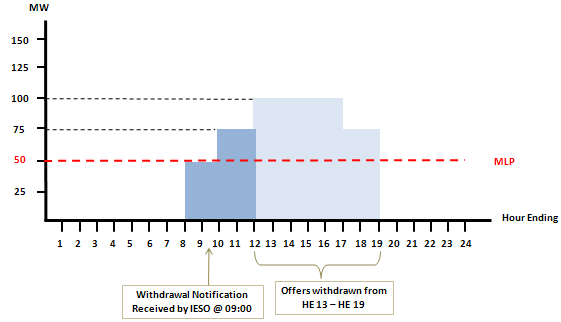 MW
150
125
100
75
50
MLP
25
Hour Ending
1 2 3 4 5 6 7 8 9 10 11 12 13 14 15 16 17 18 19 20 21 22 23 24
Withdrawal Notification
Received by IESO @ 09:00
Offers withdrawn from
HE 13 – HE 19